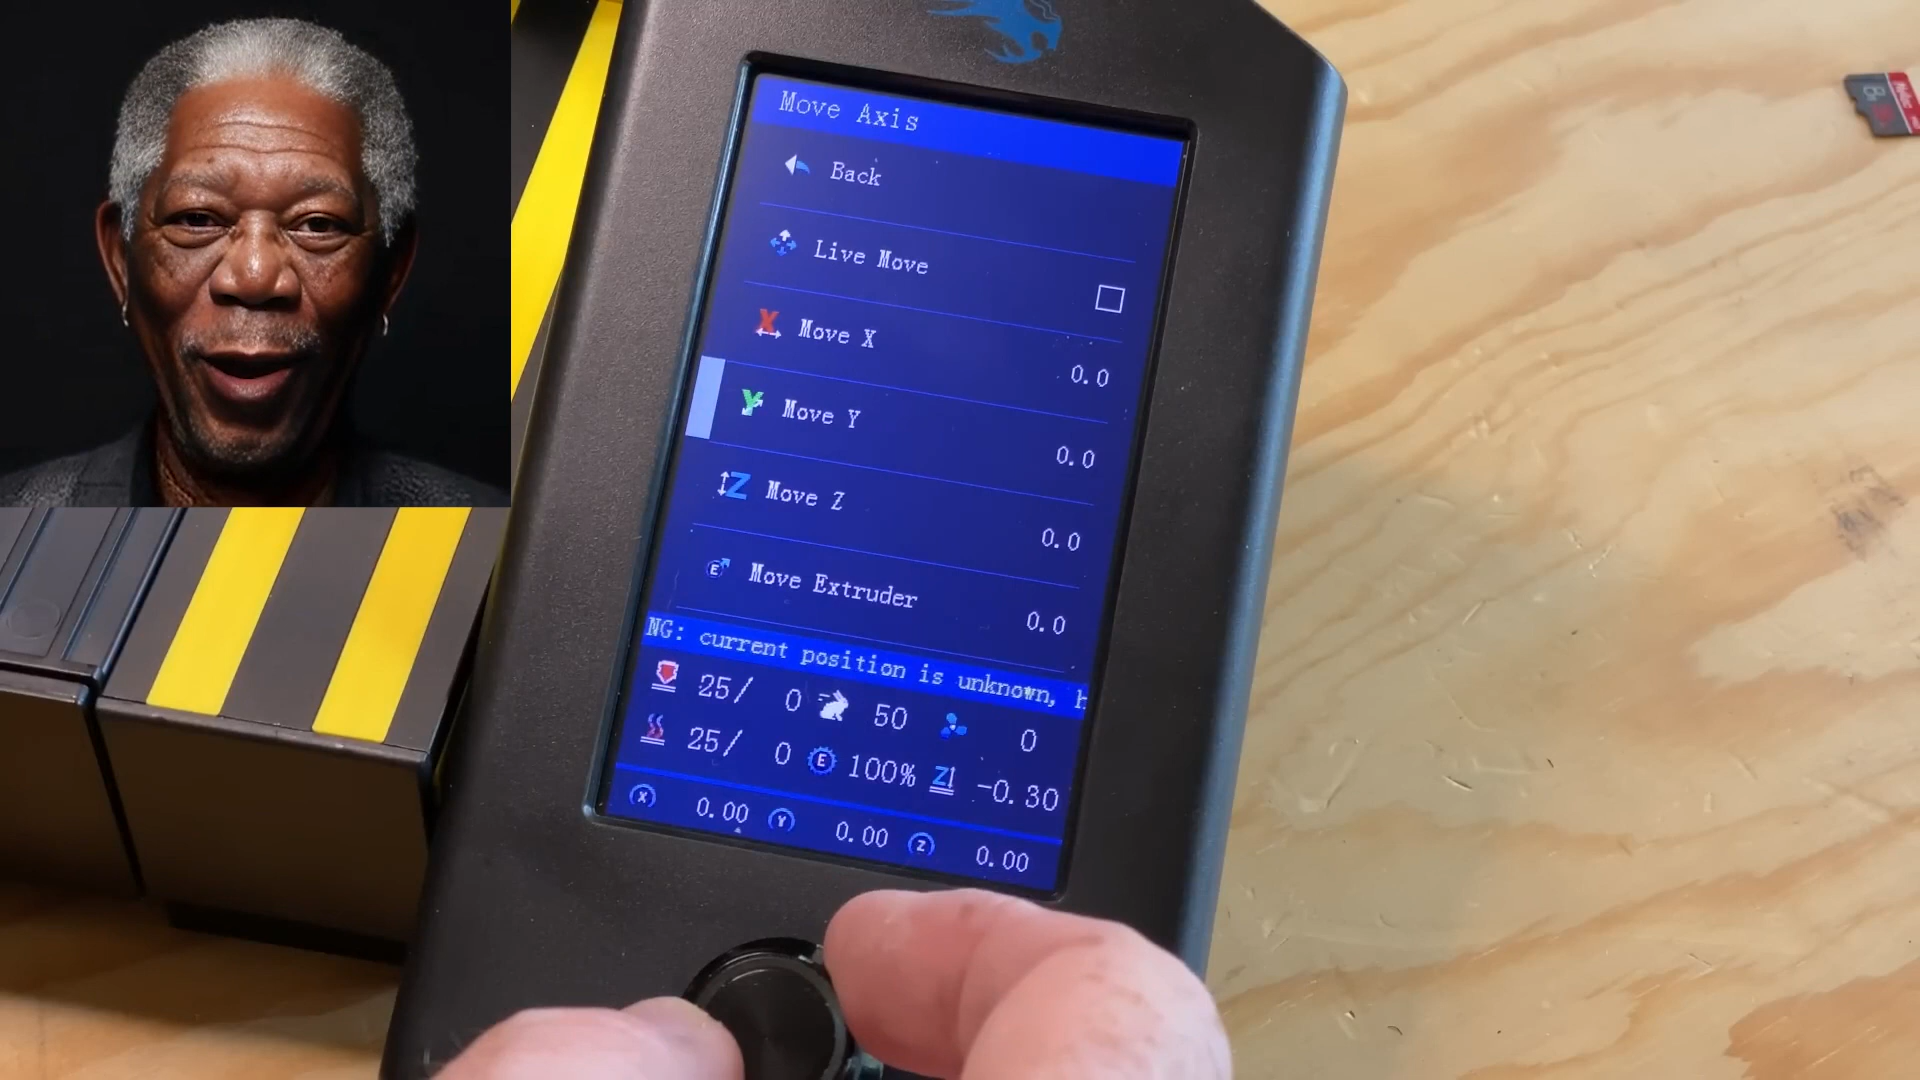 Move Axis
Back
Live Move
X Move X 0.0
Y Move Y 0.0
Z Move Z 0.0
E Move Extruder 0.0
NG: current position is unknown, h
25/ 0 50 0
25/ 0 E 100% Z -0.30
X 0.00 Y 0.00 Z 0.00